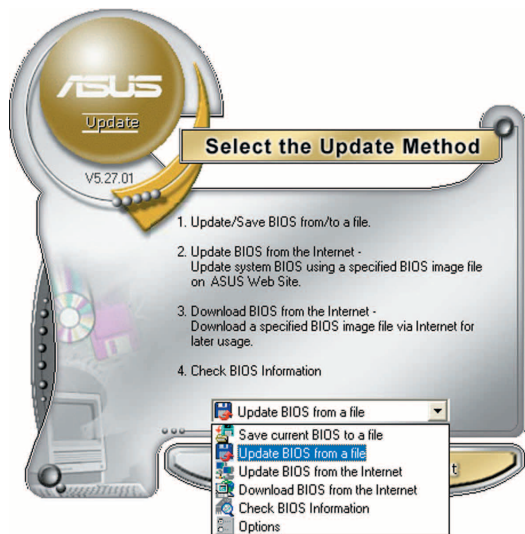 ASUS
Update
V5.27.01
Select the Update Method
1. Update/Save BIOS from/to a file.
2. Update BIOS from the Internet -
Update system BIOS using a specified BIOS image file
on ASUS Web Site.
3. Download BIOS from the Internet -
Download a specified BIOS image file via Internet for
later usage.
4. Check BIOS Information
Update BIOS from a file
Save current BIOS to a file
Update BIOS from a file
Update BIOS from the Internet
Download BIOS from the Internet
Check BIOS Information
Options